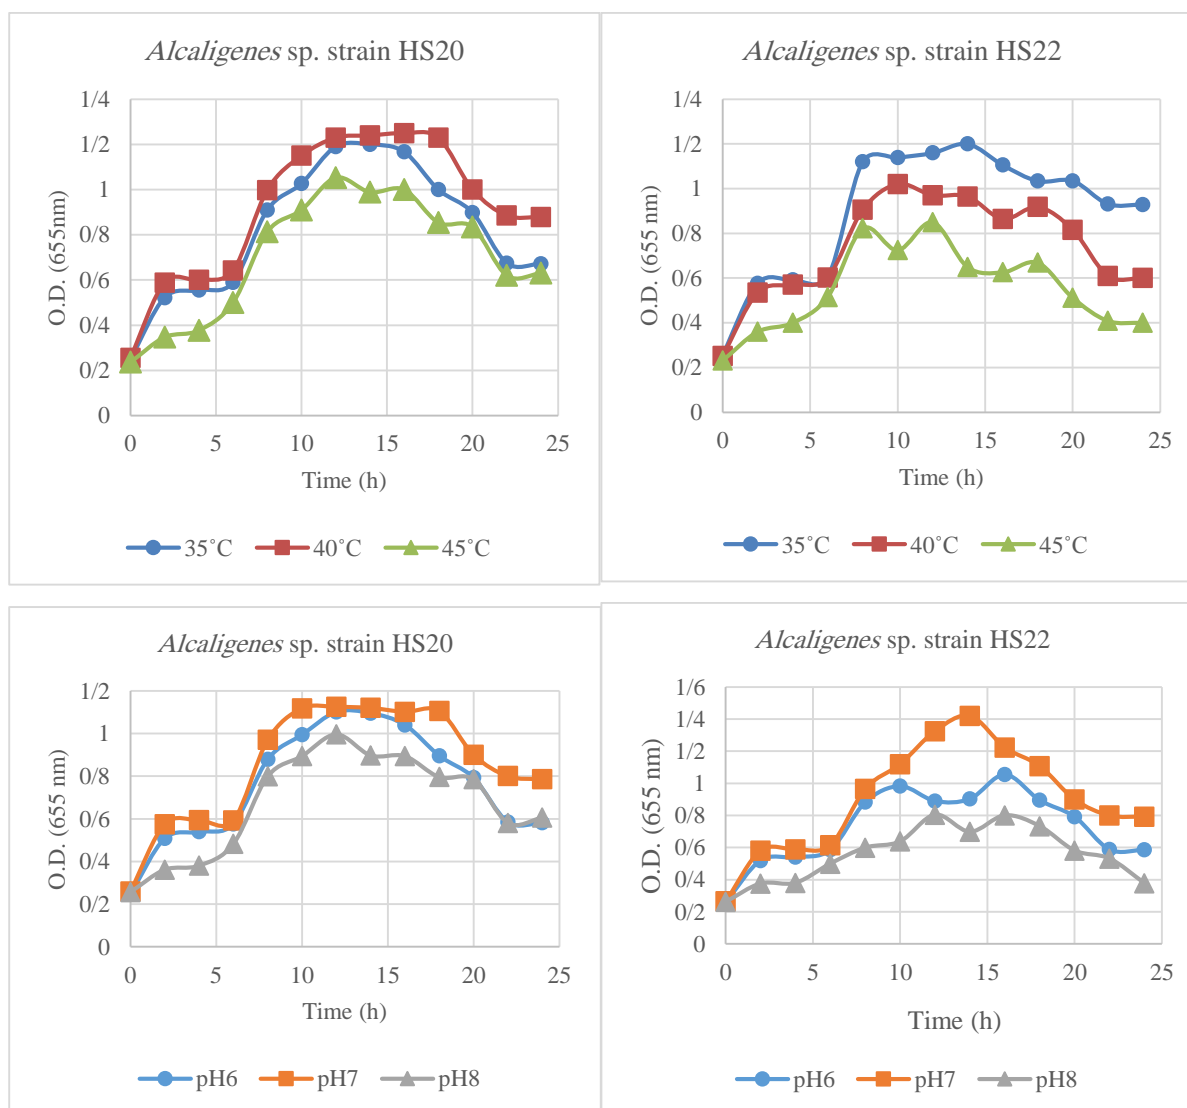 Alcaligenes sp. strain HS20
O.D. (655nm)
1/4
1/2
1
0/8
0/6
0/4
0/2
0
0 5 10 15 20 25
Time (h)
35˚C 40˚C 45˚C
Alcaligenes sp. strain HS22
O.D. (655 nm)
1/4
1/2
1
0/8
0/6
0/4
0/2
0
0 5 10 15 20 25
Time (h)
35˚C 40˚C 45˚C
Alcaligenes sp. strain HS20
O.D. (655 nm)
1/2
1
0/8
0/6
0/4
0/2
0
0 5 10 15 20 25
Time (h)
pH6 pH7 pH8
Alcaligenes sp. strain HS22
O.D. (655 nm)
1/6
1/4
1/2
1
0/8
0/6
0/4
0/2
0
0 5 10 15 20 25
Time (h)
pH6 pH7 pH8